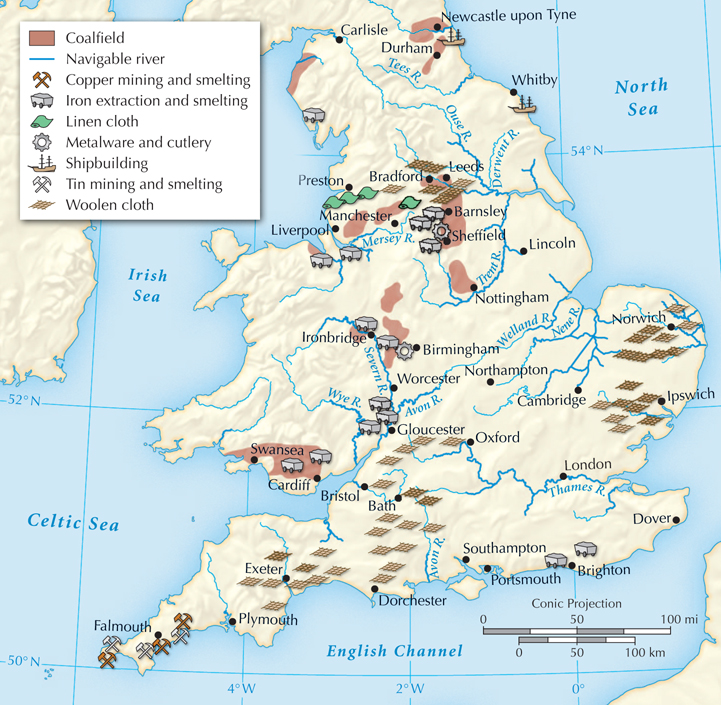 Coalfield
Navigable river
Copper mining and smelting
Iron extraction and smelting
Linen cloth
Metalware and cutlery
Shipbuilding
Tin mining and smelting
Woolen cloth
Newcastle upon Tyne
Carlisle
Durham
Tees R.
Whitby
North
Sea
Ouse R.
Derwent R.
54°N
Preston
Bradford
Leeds
Manchester
Barnsley
Liverpool
Mersey R.
Sheffield
Lincoln
Irish
Sea
Trent R.
Nottingham
Ironbridge
Birmingham
Welland R.
Nene R.
Norwich
Severn R.
Worcester
Northampton
52°N
Wye R.
Avon R.
Cambridge
Ipswich
Gloucester
Oxford
Swansea
Cardiff
London
Bristol
Bath
Thames R.
Celtic Sea
Dover
Avon R.
Southampton
Portsmouth
Brighton
Exeter
Dorchester
Conic Projection
0 50 100 mi
0 50 100 km
Falmouth
Plymouth
English Channel
50°N
4°W
2°W
0°